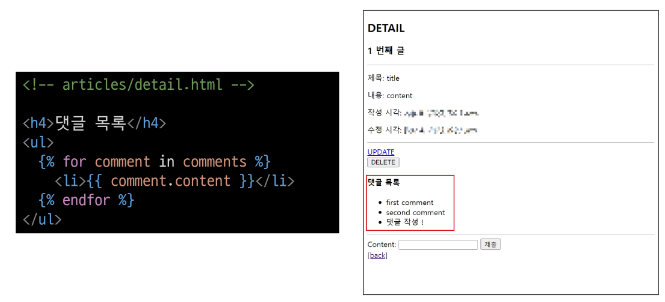 <!-- articles/detail.html -->
<h4>댓글 목록</h4>
<ul>
{% for comment in comments %}
<li>{{ comment.content }}</li>
{% endfor %}
</ul>
DETAIL
1 번째 글
제목: title
내용: content
작성 시각:
수정 시각:
UPDATE
DELETE
댓글 목록
first comment
second comment
댓글 작성 !
Content: 제출
[back]